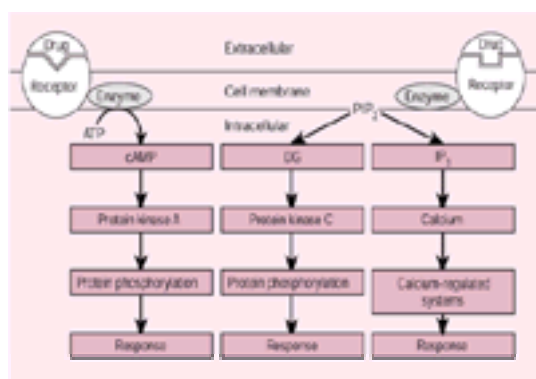 Drug
Receptor
Enzyme
ATP
Extracellular
Cell membrane
Intracellular
Drug
Receptor
Enzyme
PIP2
cAMP
DG
IP3
Protein kinase A
Protein kinase C
Calcium
Protein phosphorylation
Protein phosphorylation
Calcium-regulated
systems
Response
Response
Response